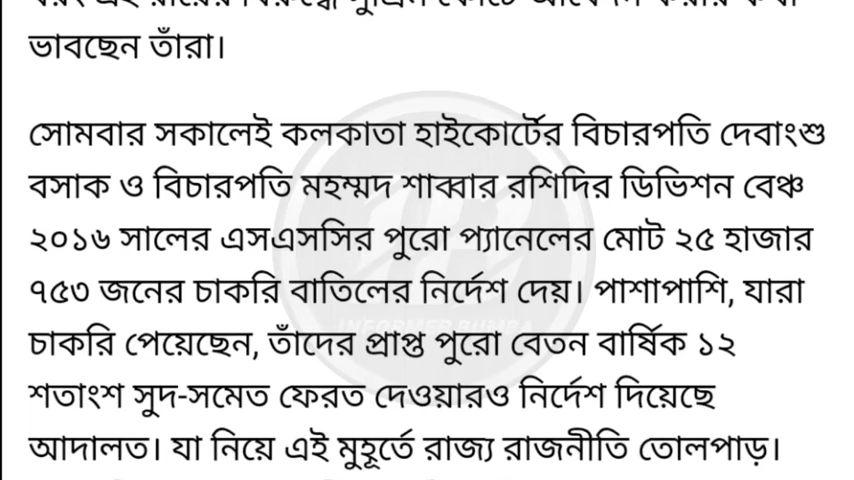 ভাবছেন তাঁরা।
সোমবার সকালেই কলকাতা হাইকোর্টের বিচারপতি দেবাংশু
বসাক ও বিচারপতি মহম্মদ শাব্বার রশিদির ডিভিশন বেঞ্চ
২০১৬ সালের এসএসসির পুরো প্যানেলের মোট ২৫ হাজার
৭৫৩ জনের চাকরি বাতিলের নির্দেশ দেয়। পাশাপাশি, যারা
চাকরি পেয়েছেন, তাঁদের প্রাপ্ত পুরো বেতন বার্ষিক ১২
শতাংশ সুদ-সমেত ফেরত দেওয়ারও নির্দেশ দিয়েছে
আদালত। যা নিয়ে এই মুহূর্তে রাজ্য রাজনীতি তোলপাড়।